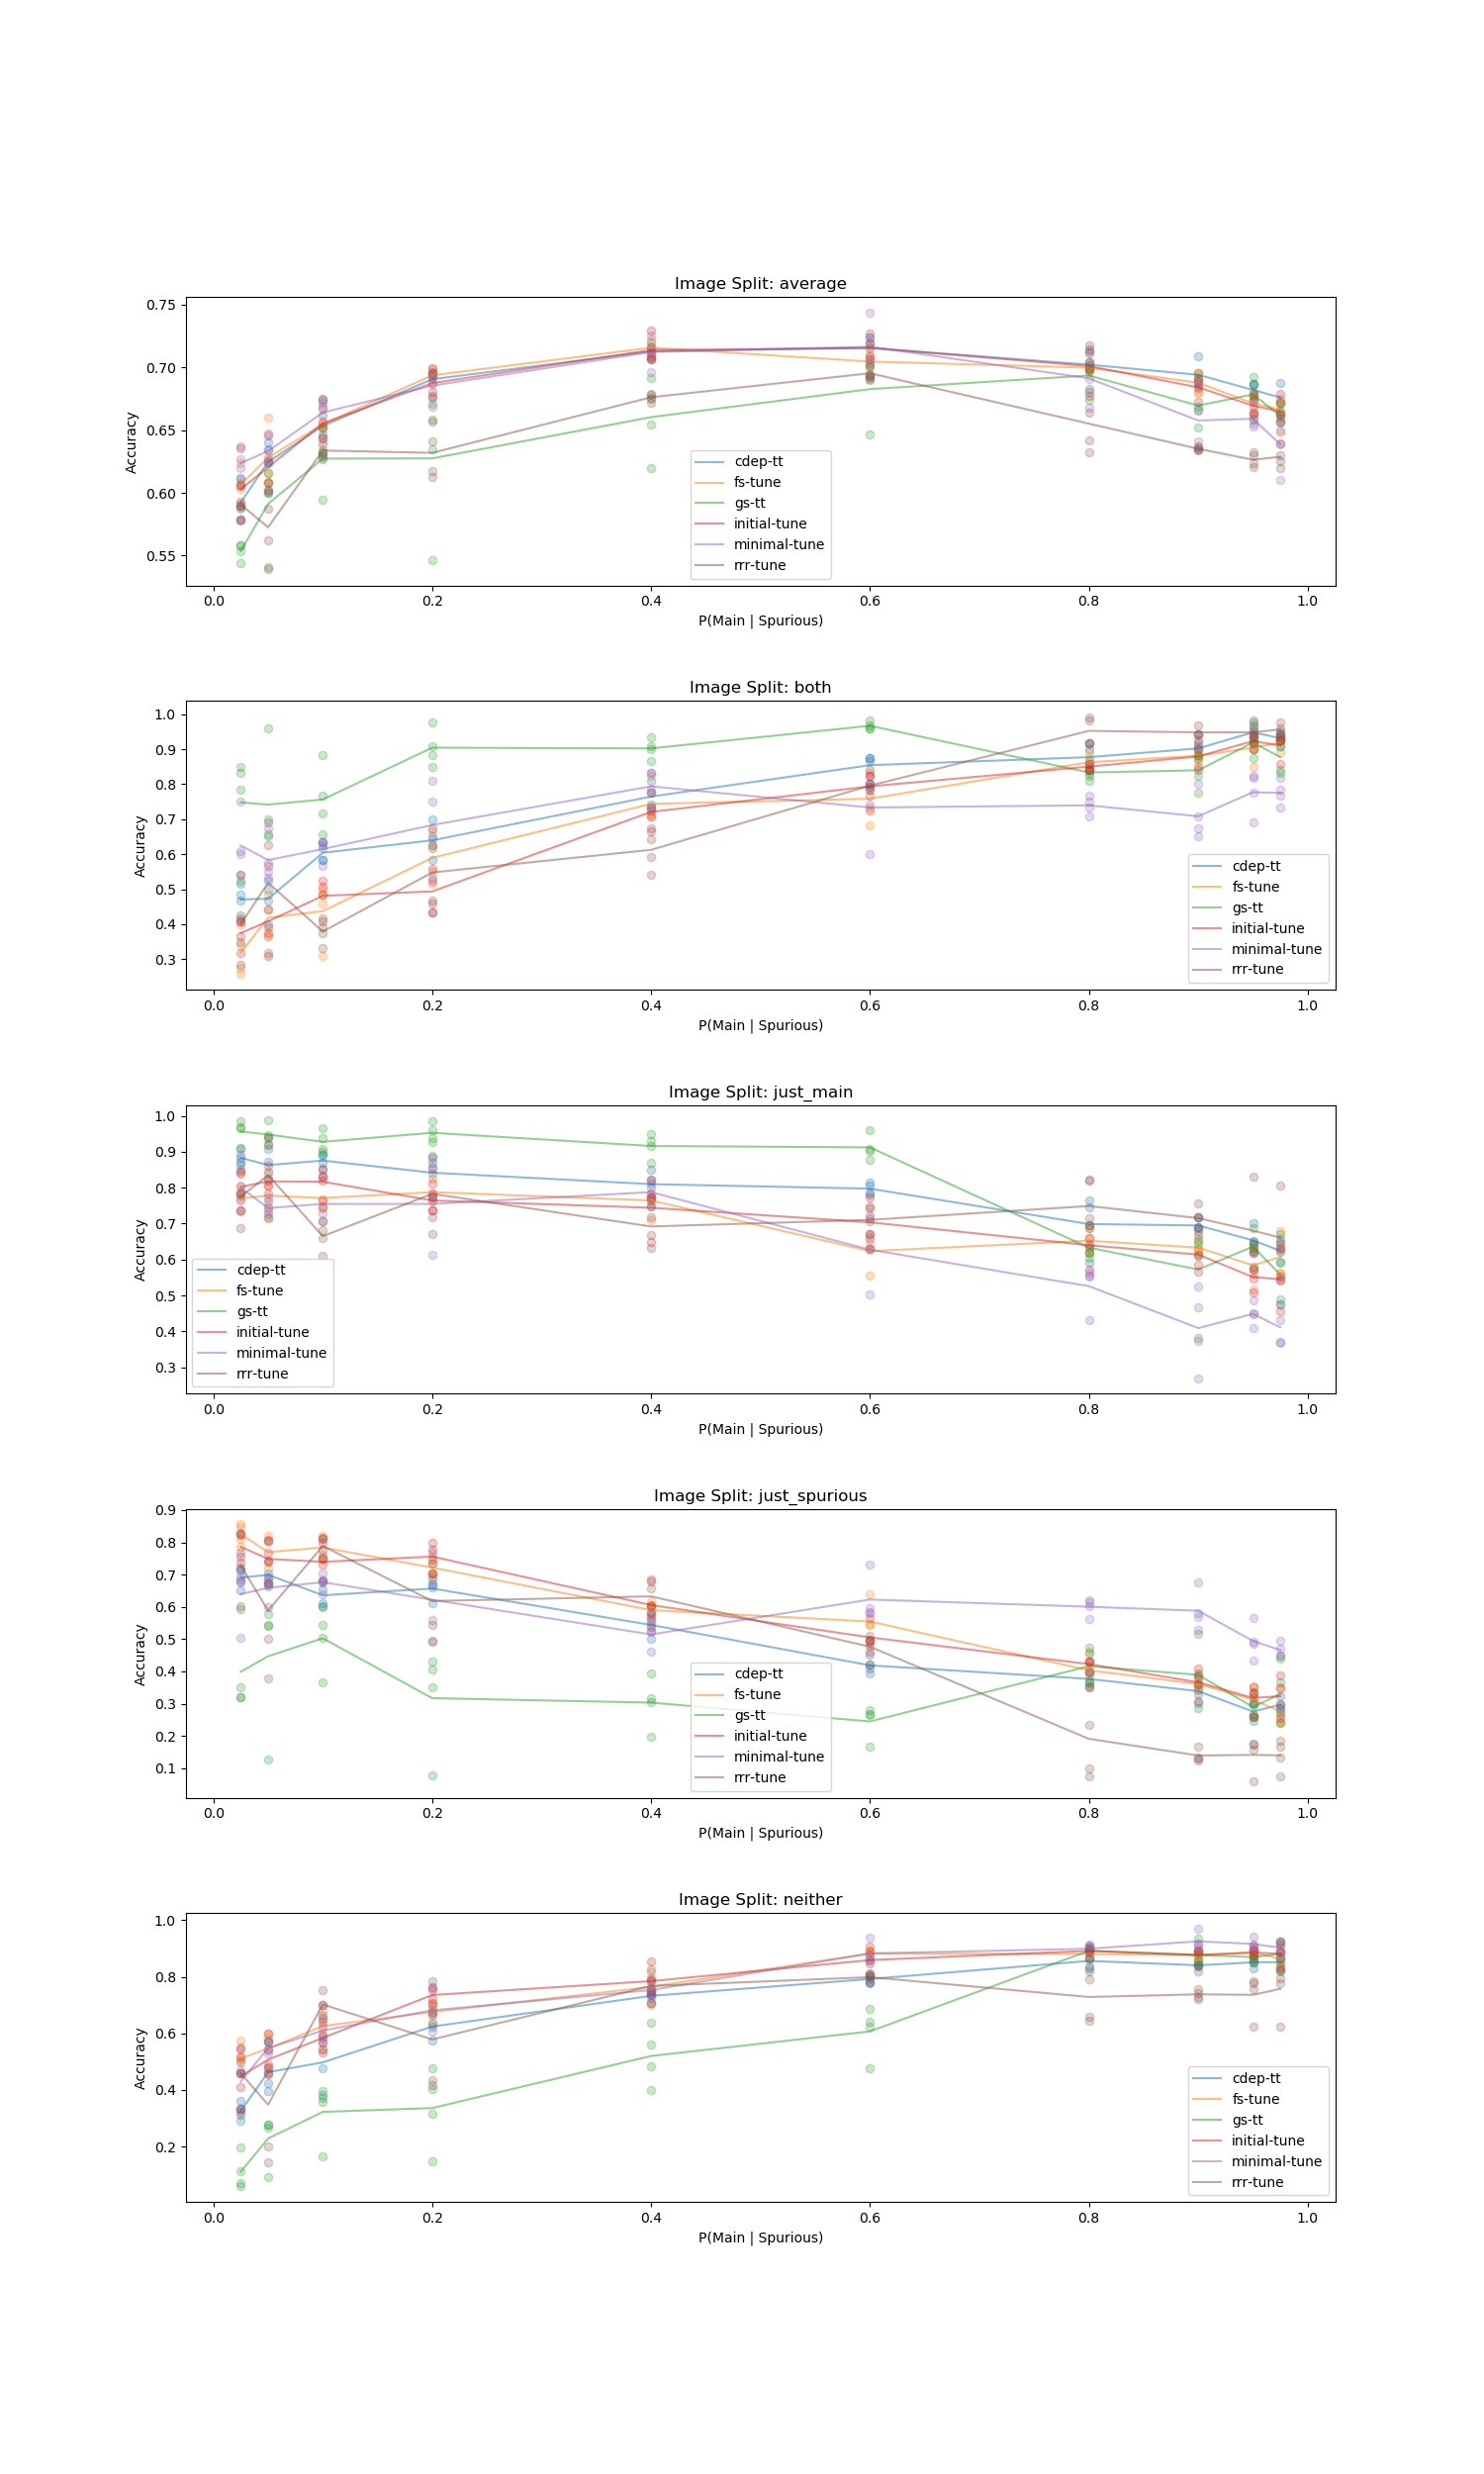 Image Split: average
0.75
0.70
0.65
0.60
0.55
Accuracy
cdep-tt
fs-tune
gs-tt
initial-tune
minimal-tune
rrr-tune
0.0 0.2 0.4 0.6 0.8 1.0
P(Main | Spurious)
Image Split: both
1.0
0.9
0.8
0.7
0.6
0.5
0.4
0.3
Accuracy
cdep-tt
fs-tune
gs-tt
initial-tune
minimal-tune
rrr-tune
0.0 0.2 0.4 0.6 0.8 1.0
P(Main | Spurious)
Image Split: just_main
1.0
0.9
0.8
0.7
0.6
0.5
0.4
0.3
Accuracy
cdep-tt
fs-tune
gs-tt
initial-tune
minimal-tune
rrr-tune
0.0 0.2 0.4 0.6 0.8 1.0
P(Main | Spurious)
Image Split: just_spurious
0.9
0.8
0.7
0.6
0.5
0.4
0.3
0.2
0.1
Accuracy
cdep-tt
fs-tune
gs-tt
initial-tune
minimal-tune
rrr-tune
0.0 0.2 0.4 0.6 0.8 1.0
P(Main | Spurious)
Image Split: neither
1.0
0.8
0.6
0.4
0.2
Accuracy
cdep-tt
fs-tune
gs-tt
initial-tune
minimal-tune
rrr-tune
0.0 0.2 0.4 0.6 0.8 1.0
P(Main | Spurious)